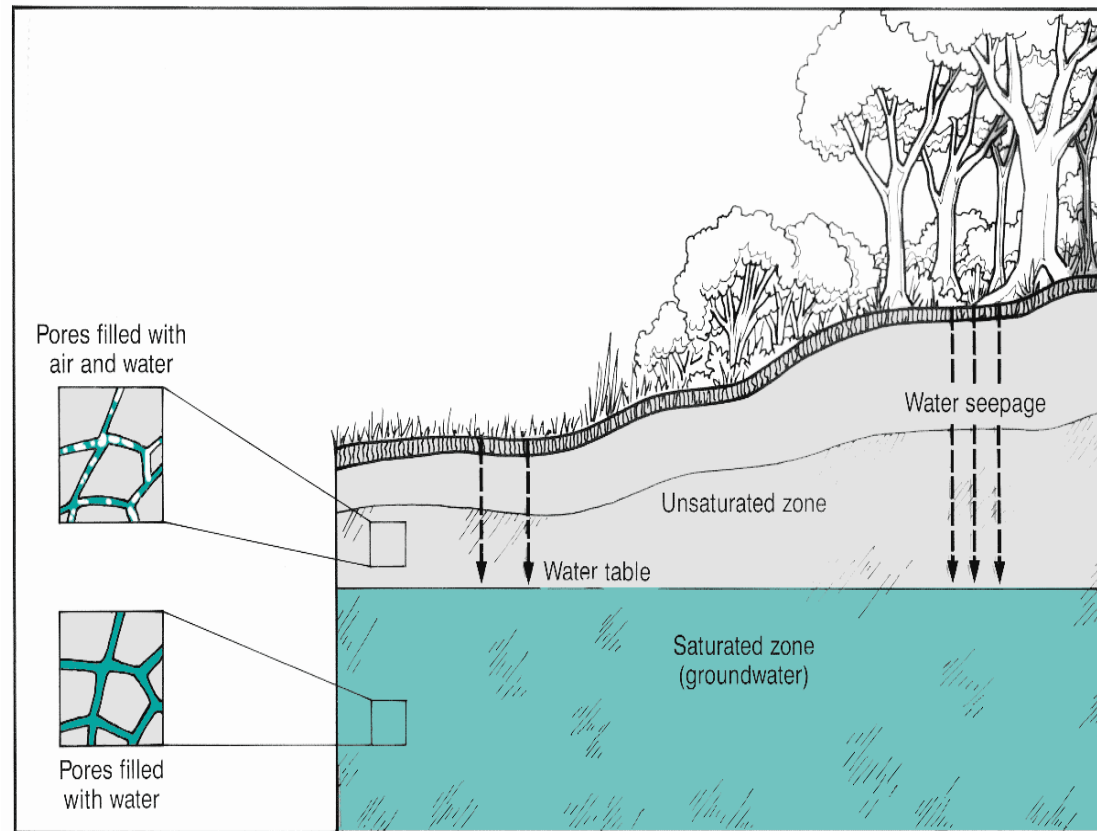 Pores filled with
air and water
Water seepage
Unsaturated zone
Water table
Saturated zone
(groundwater)
Pores filled
with water